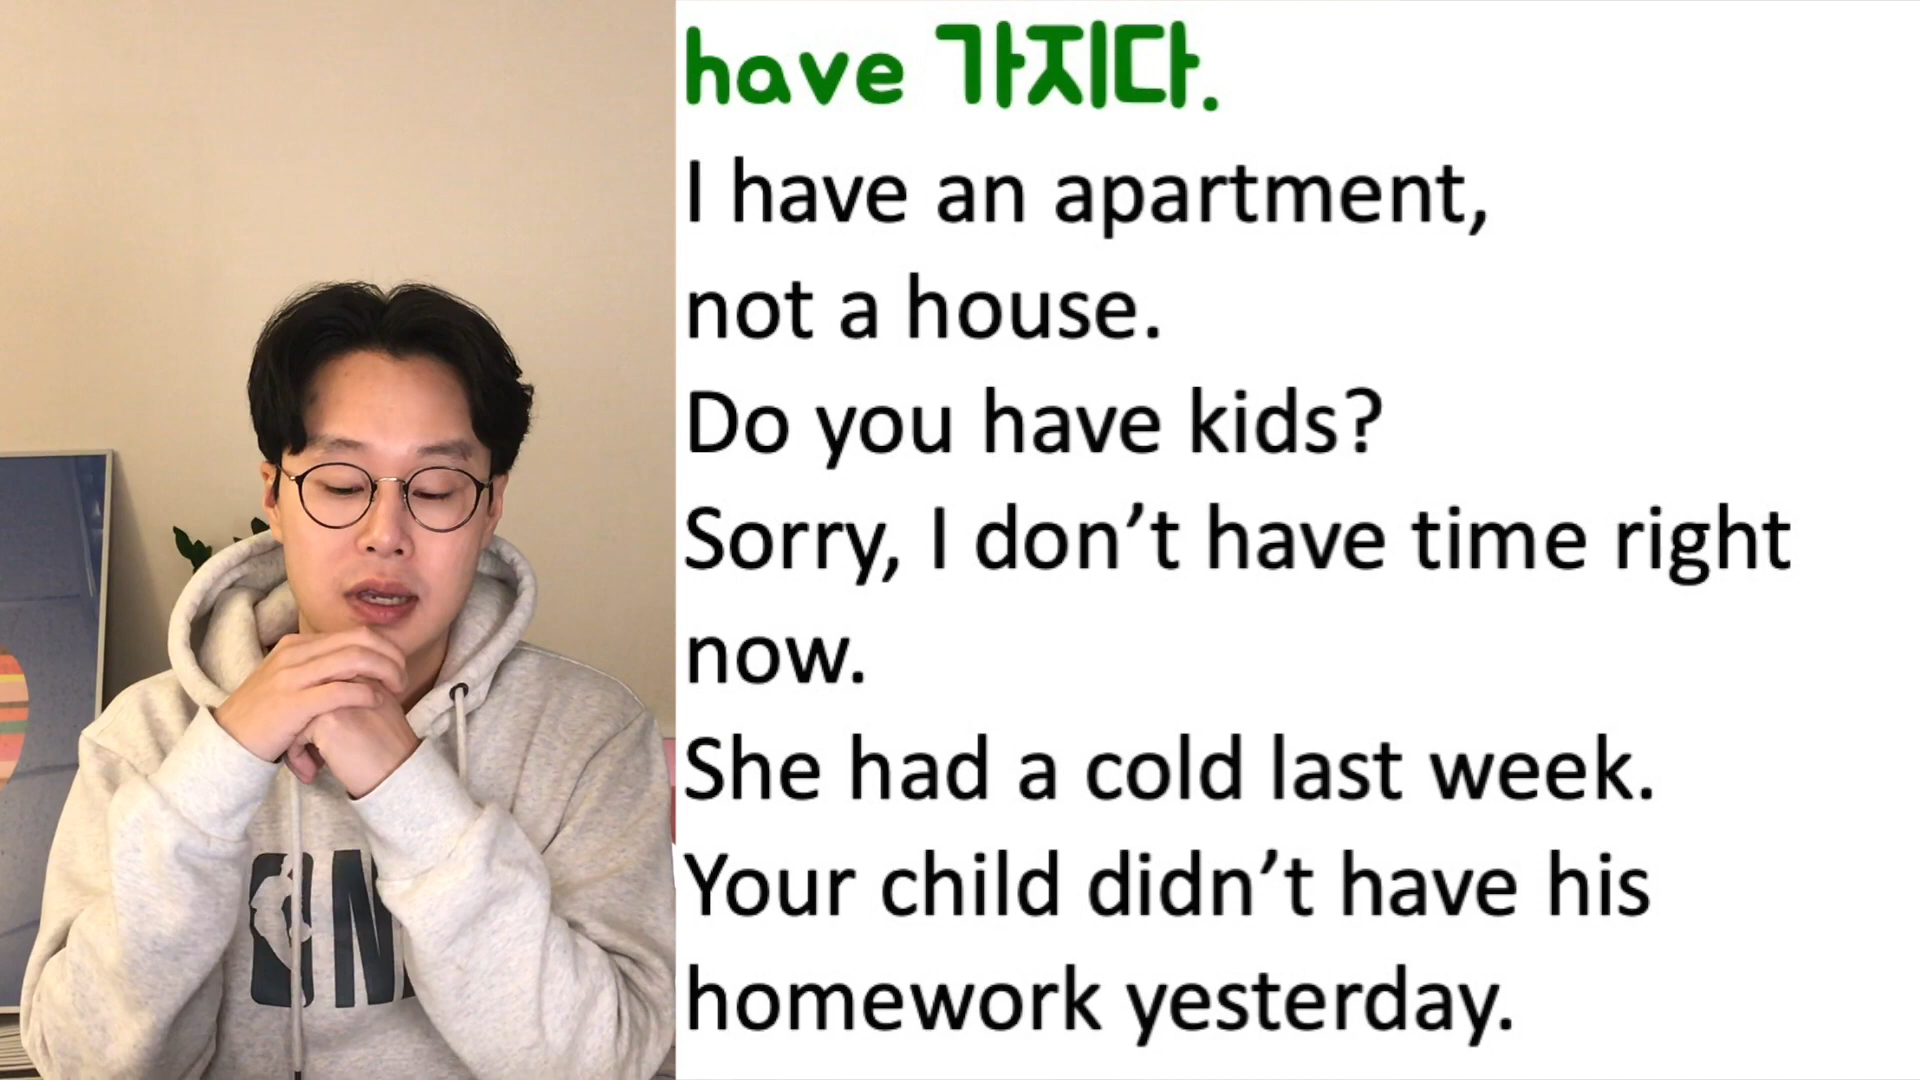 have 가지다.
I have an apartment,
not a house.
Do you have kids?
Sorry, I don’t have time right
now.
She had a cold last week.
Your child didn’t have his
homework yesterday.